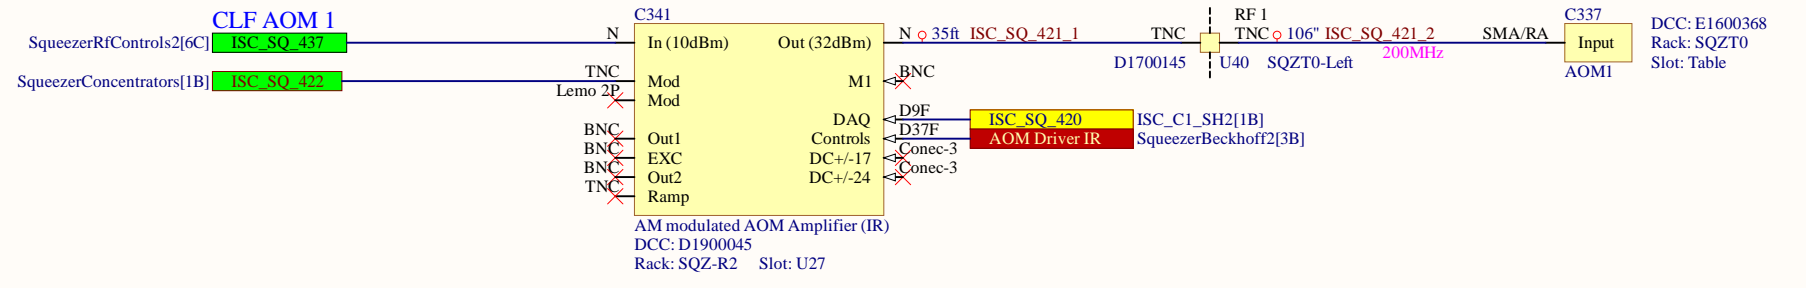 CLF AOM 1
SqueezerRfControls2[6C] ISC_SQ_437
SqueezerConcentrators[1B] ISC_SQ_422
N
TNC
Lemo 2P
BNC
BNC
BNC
TNC
C341
In (10dBm) Out (32dBm)
Mod M1
Mod
DAQ
Out1 Controls
EXC DC+/-17
Out2 DC+/-24
Ramp
AM modulated AOM Amplifier (IR)
DCC: D1900045
Rack: SQZ-R2 Slot: U27
N 35ft ISC_SQ_421_1 TNC
BNC
D9F ISC_SQ_420 ISC_C1_SH2[1B]
D37F AOM Driver IR SqueezerBeckhoff2[3B]
Conec-3
Conec-3
D1700145 U40
RF 1
TNC 106" ISC_SQ_421_2 SMA/RA
SQZT0-Left 200MHz
C337
Input
AOM1
DCC: E1600368
Rack: SQZT0
Slot: Table